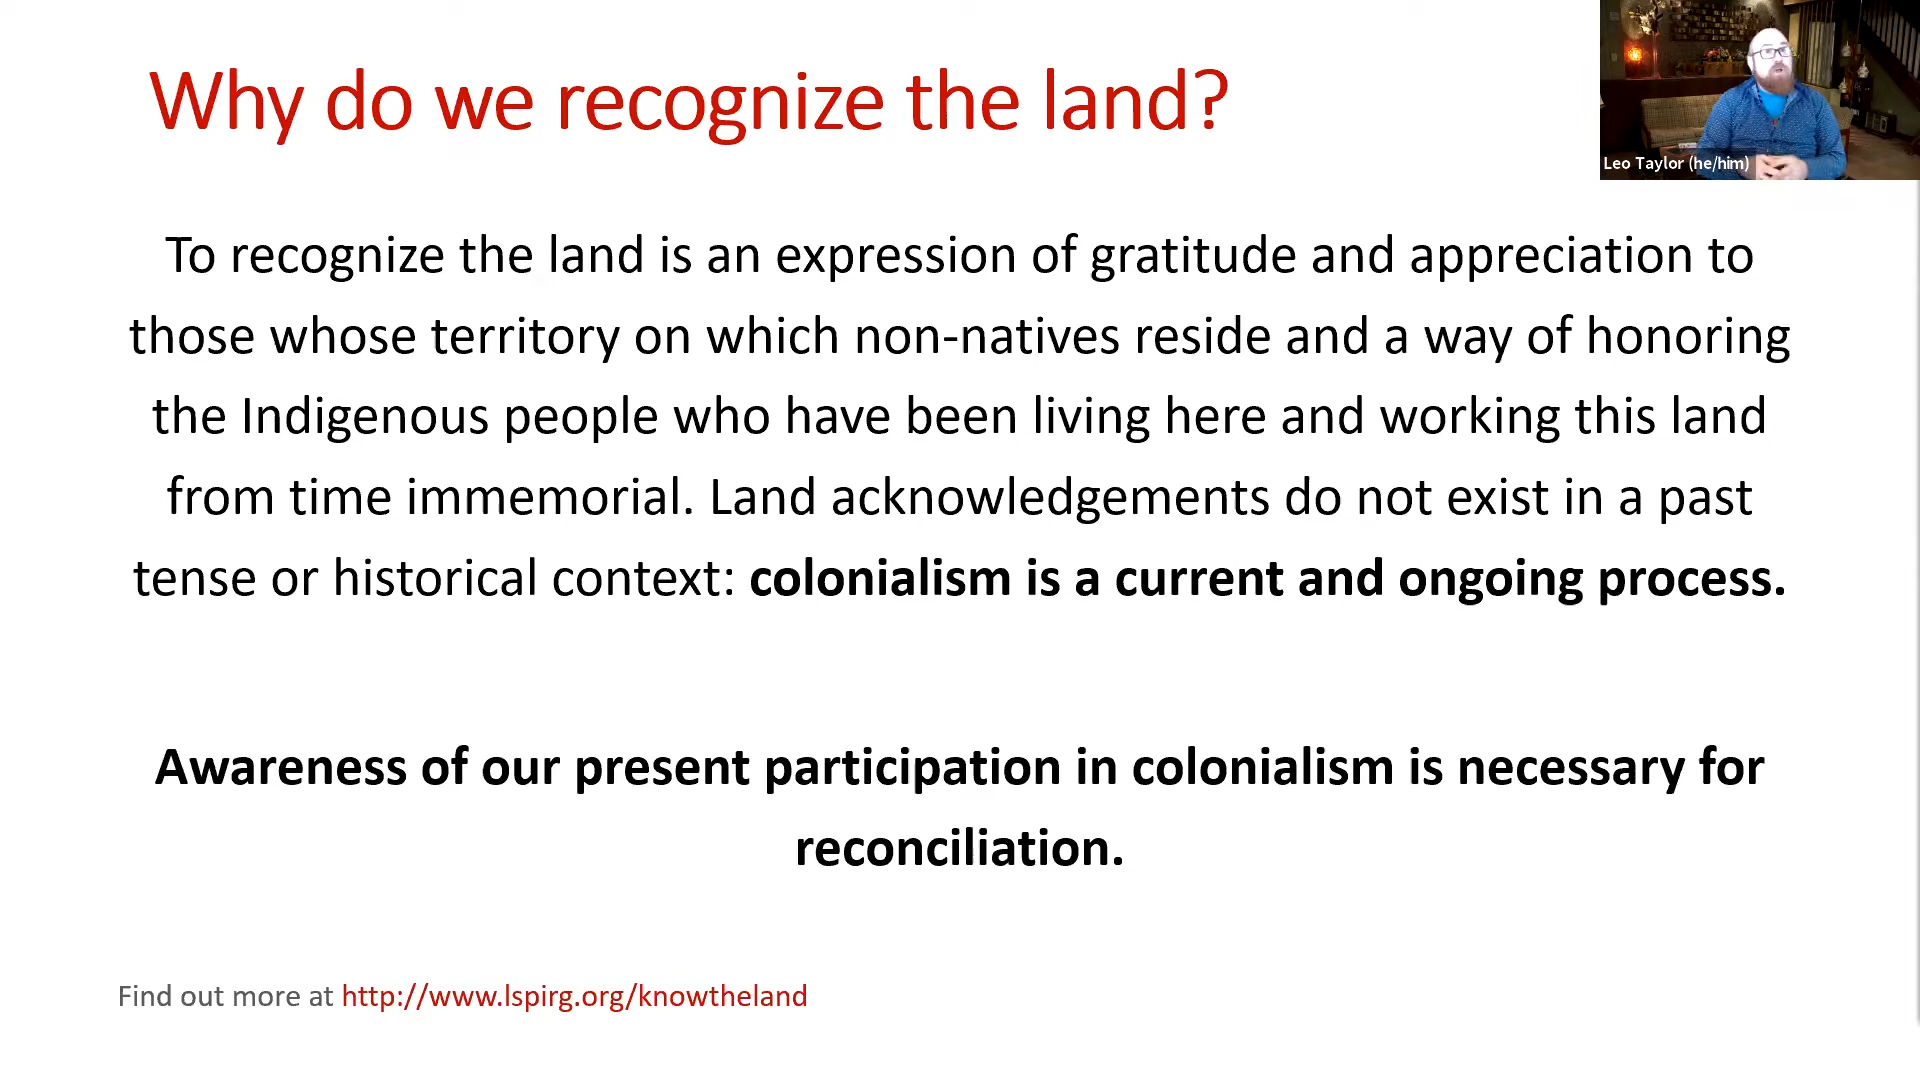 Why do we recognize the land?
Leo Taylor (he/him)
To recognize the land is an expression of gratitude and appreciation to
those whose territory on which non-natives reside and a way of honoring
the Indigenous people who have been living here and working this land
from time immemorial. Land acknowledgements do not exist in a past
tense or historical context: colonialism is a current and ongoing process.
Awareness of our present participation in colonialism is necessary for
reconciliation.
Find out more at http://www.lspirg.org/knowtheland